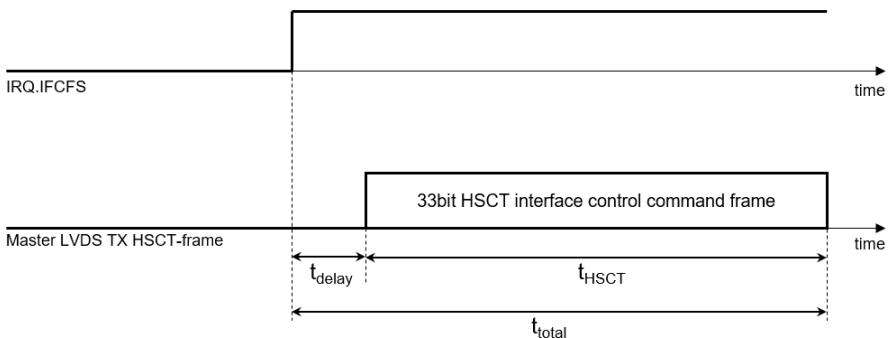 IRQ.IFCFS
time
33bit HSCT interface control command frame
Master LVDS TX HSCT-frame
time
tdelay
tHSCT
ttotal